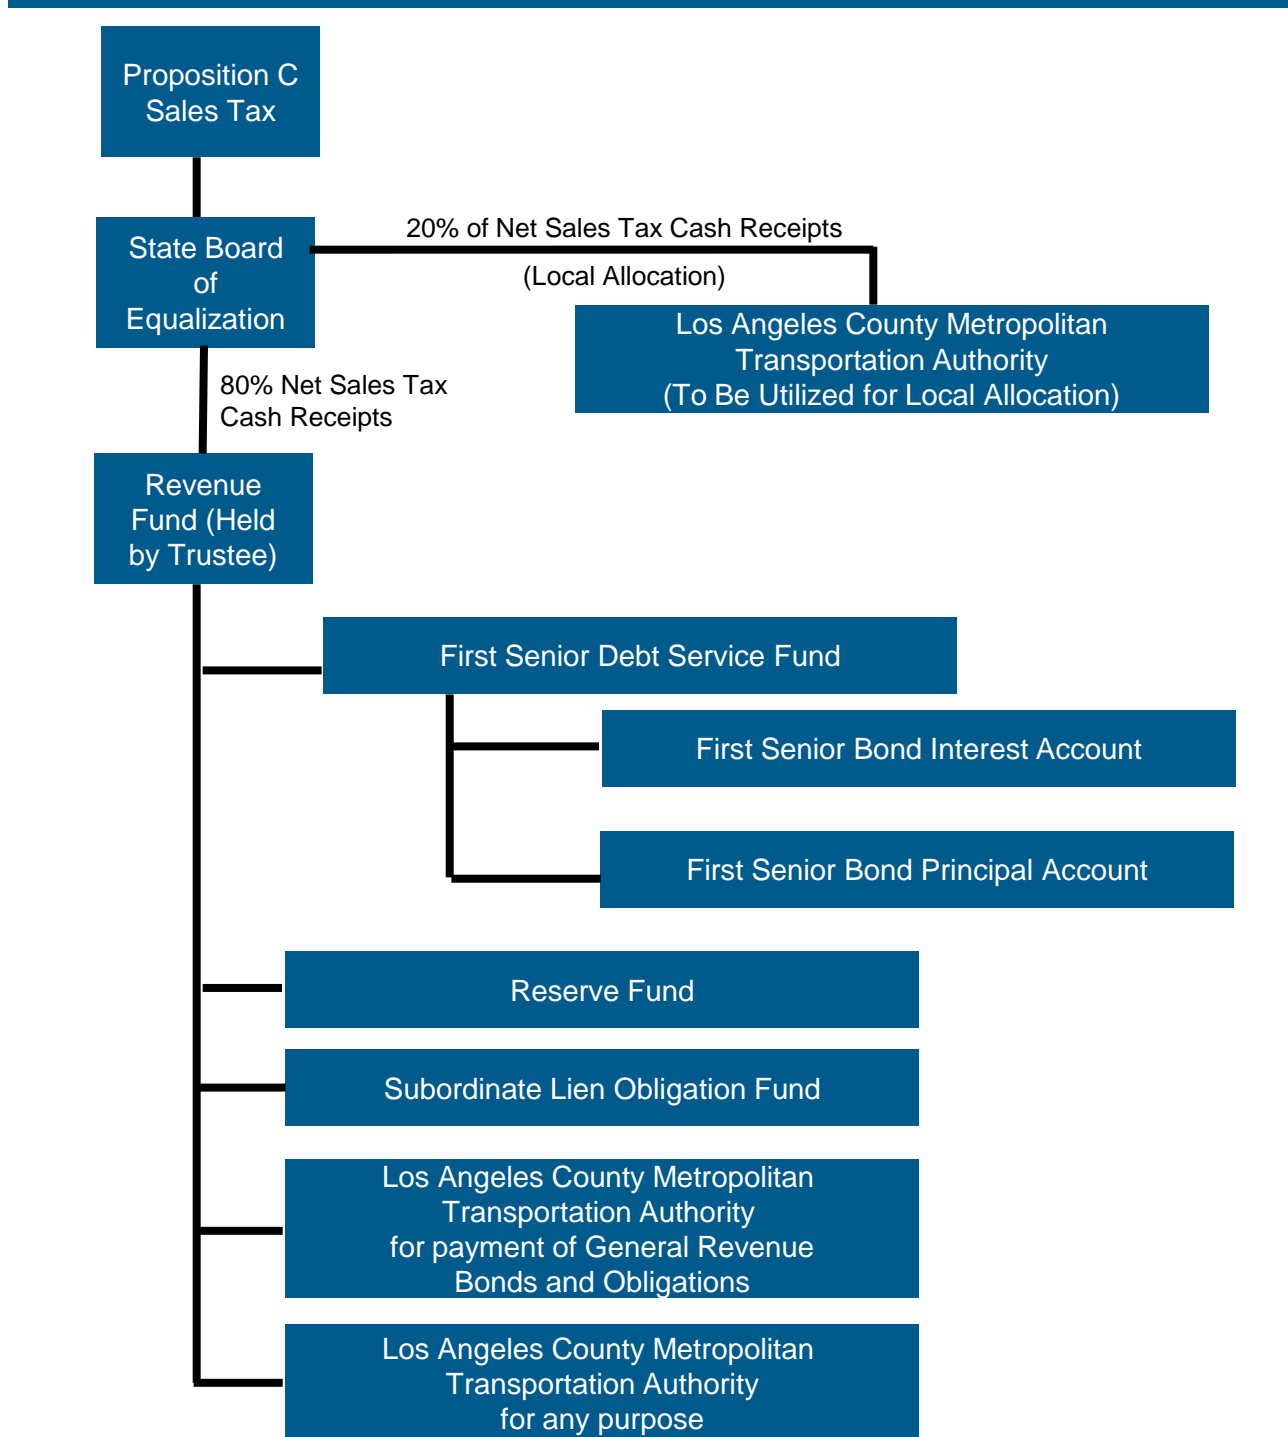 Proposition C
Sales Tax
State Board
of
Equalization
20% of Net Sales Tax Cash Receipts
(Local Allocation)
Los Angeles County Metropolitan
Transportation Authority
(To Be Utilized for Local Allocation)
80% Net Sales Tax
Cash Receipts
Revenue
Fund (Held
by Trustee)
First Senior Debt Service Fund
First Senior Bond Interest Account
First Senior Bond Principal Account
Reserve Fund
Subordinate Lien Obligation Fund
Los Angeles County Metropolitan
Transportation Authority
for payment of General Revenue
Bonds and Obligations
Los Angeles County Metropolitan
Transportation Authority
for any purpose